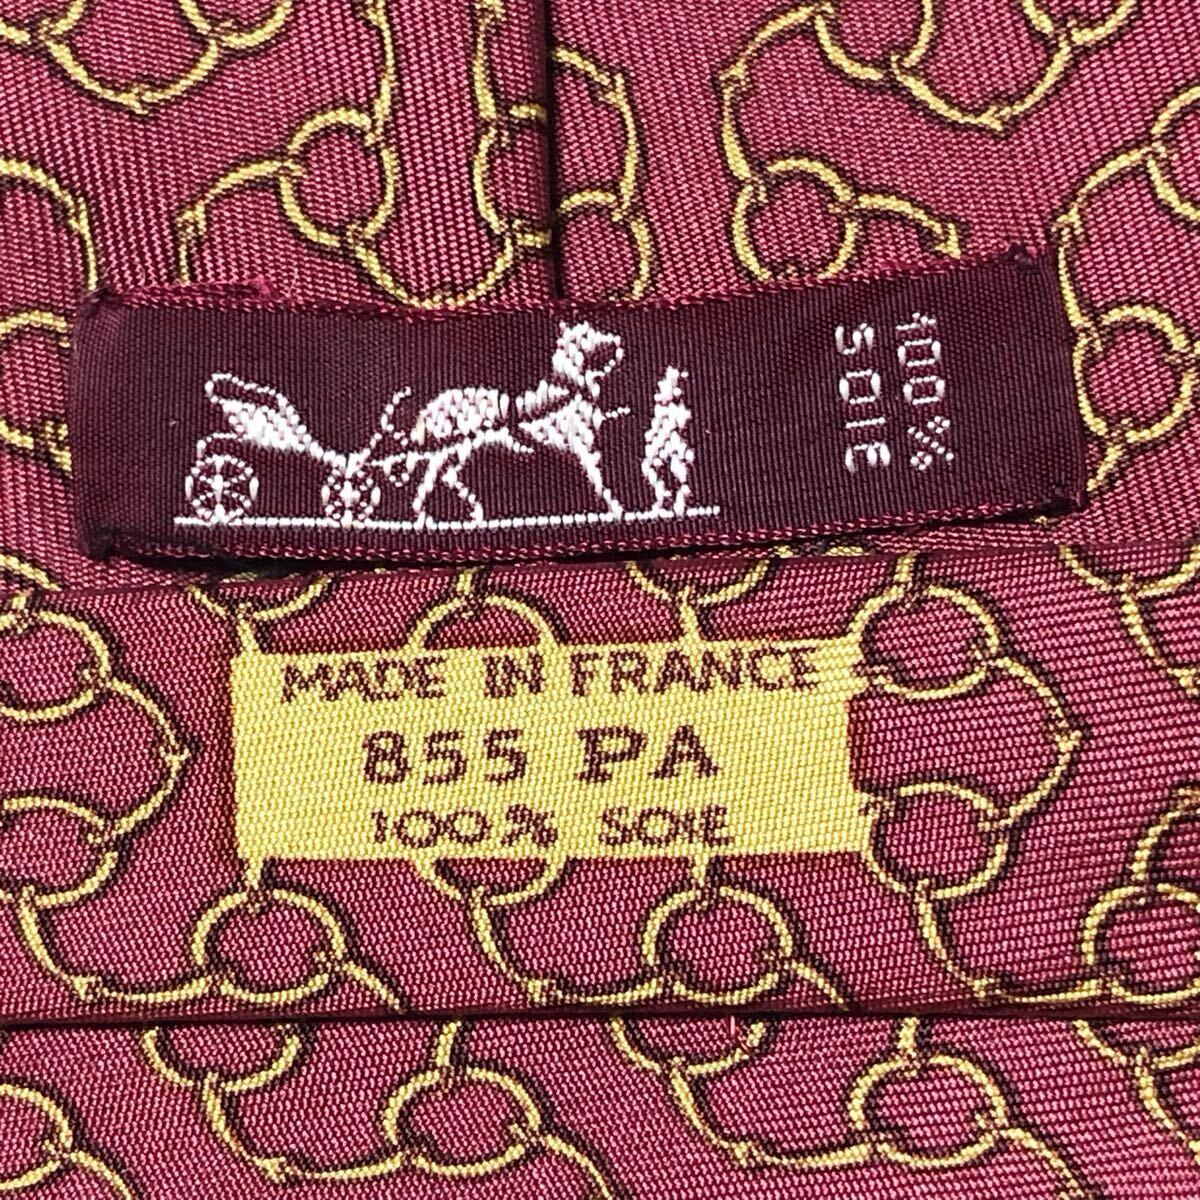 100%
SOIE
MADE IN FRANCE
855 PA
100% SOIE